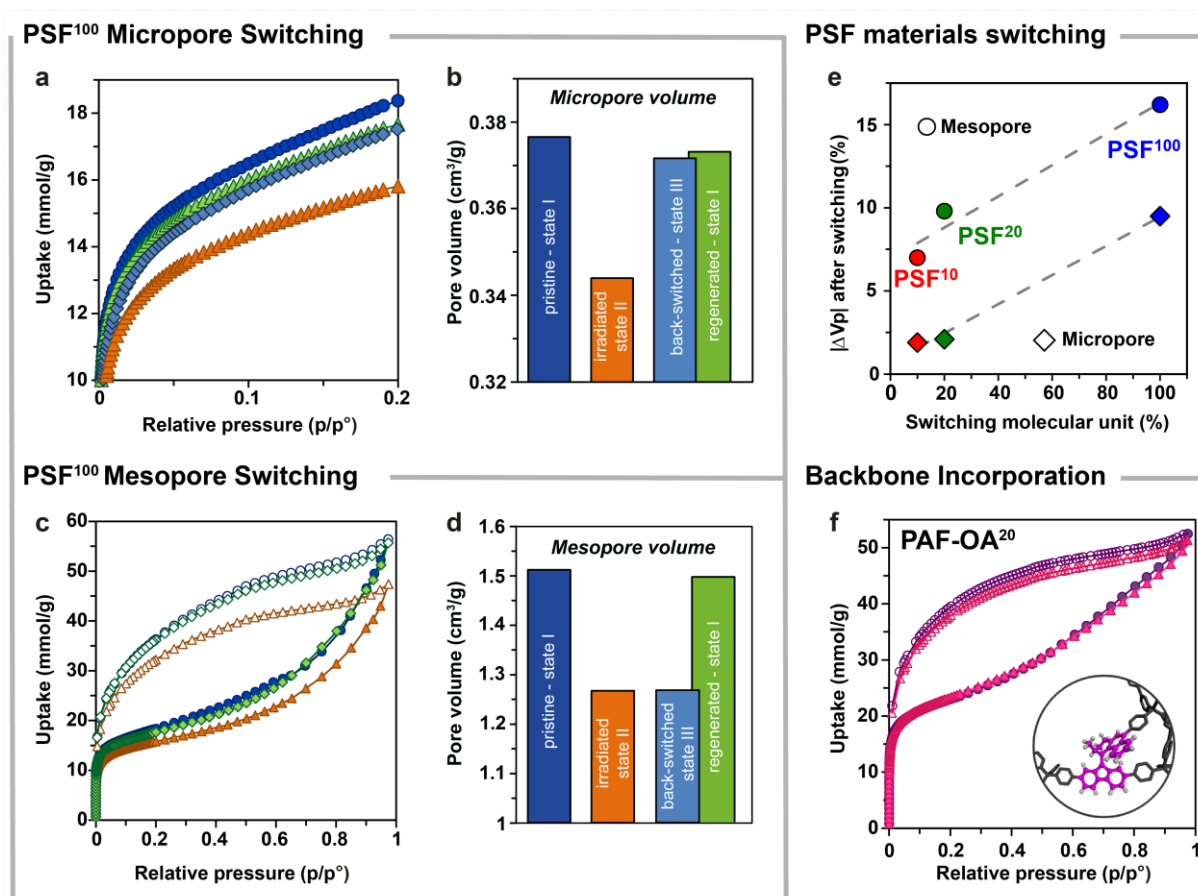 PSF¹⁰⁰ Micropore Switching
a
Uptake (mmol/g)
18
16
14
12
10
0
0.1
0.2
Relative pressure (p/p°)
b
Micropore volume
Pore volume (cm³/g)
0.38
0.36
0.34
0.32
pristine - state I
irradiated
state II
back-switched - state III
regenerated - state I
PSF¹⁰⁰ Mesopore Switching
c
Uptake (mmol/g)
60
50
40
30
20
10
0
0
0.2
0.4
0.6
0.8
1
Relative pressure (p/p°)
d
Mesopore volume
Pore volume (cm³/g)
1.6
1.5
1.4
1.3
1.2
1.1
1
pristine - state I
irradiated
state II
back-switched
state III
regenerated - state I
PSF materials switching
e
|ΔVp| after switching (%)
15
10
5
0
Mesopore
PSF¹⁰⁰
PSF²⁰
PSF¹⁰
Micropore
0
20
40
60
80
100
Switching molecular unit (%)
Backbone Incorporation
f
PAF-OA²⁰
Uptake (mmol/g)
50
40
30
20
10
0
0
0.2
0.4
0.6
0.8
1
Relative pressure (p/p°)